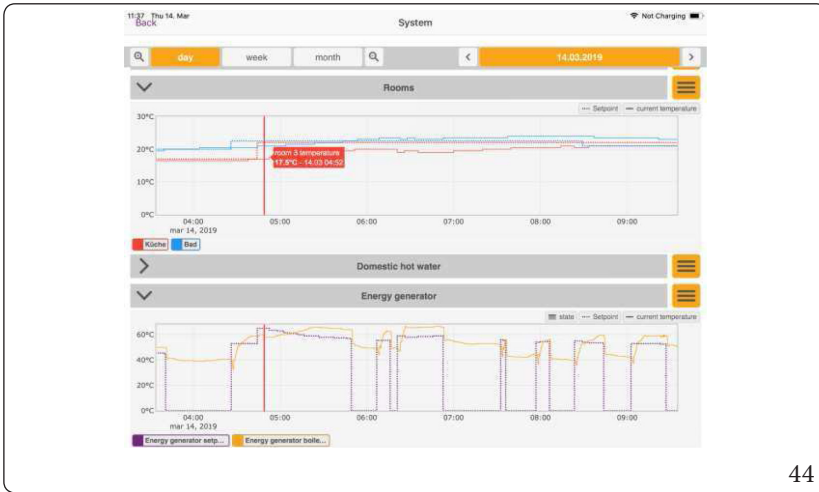 11:37 Thu 14. Mar
Not Charging
Back
System
day week month
14.03.2019
Rooms
Setpoint current temperature
30°C
20°C
room 3 temperature
17.5°C - 14.03 04:52
10°C
0°C
04:00 05:00 06:00 07:00 08:00 09:00
mar 14, 2019
Küche Bad
Domestic hot water
Energy generator
state Setpoint current temperature
60°C
40°C
20°C
0°C
04:00 05:00 06:00 07:00 08:00 09:00
mar 14, 2019
Energy generator setp... Energy generator boile...
44